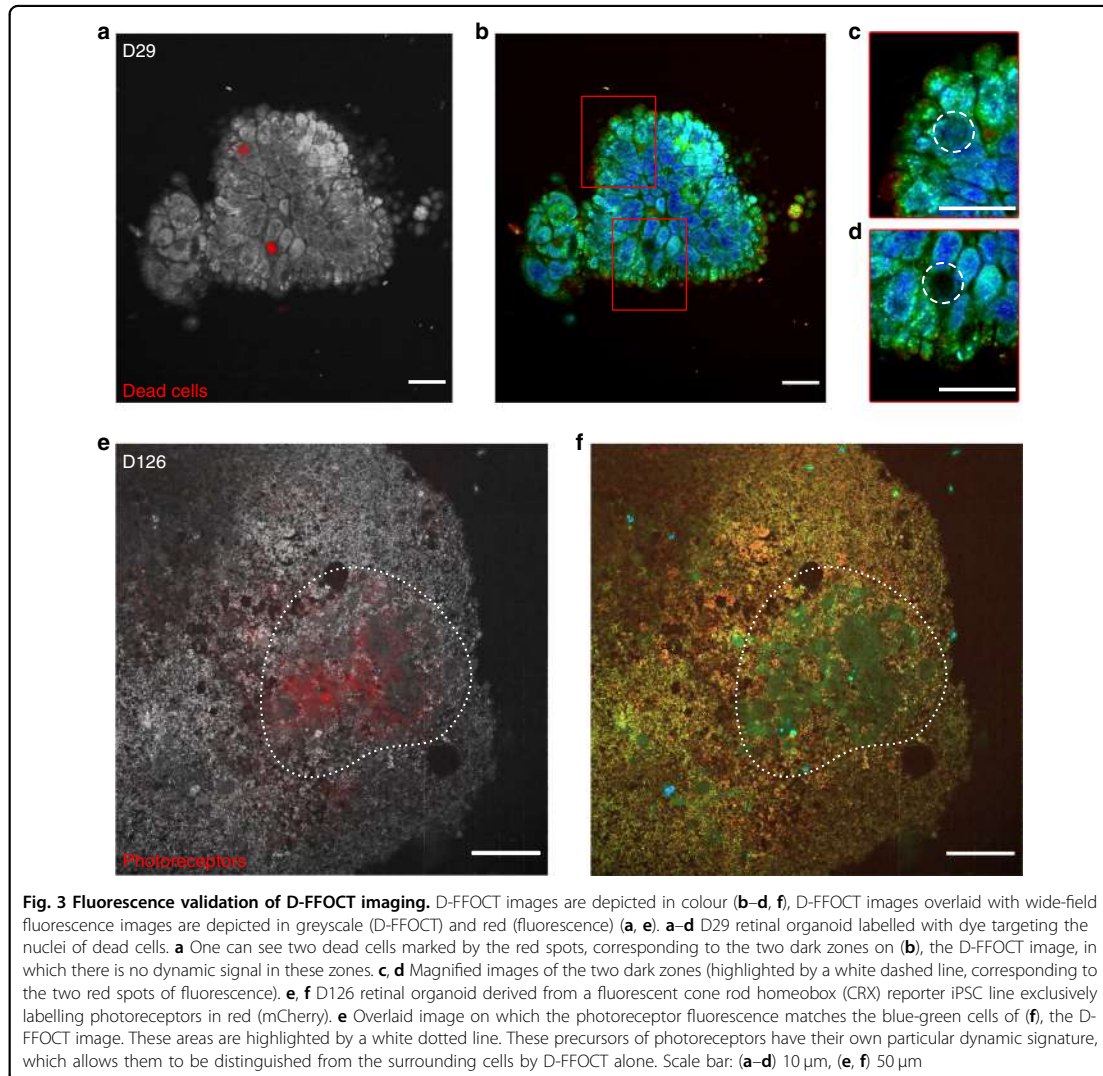 a
b
c
D29
d
Dead cells
e
f
D126
Photoreceptors
Fig. 3 Fluorescence validation of D-FFOCT imaging. D-FFOCT images are depicted in colour (b–d, f), D-FFOCT images overlaid with wide-field
fluorescence images are depicted in greyscale (D-FFOCT) and red (fluorescence) (a, e). a–d D29 retinal organoid labelled with dye targeting the
nuclei of dead cells. a One can see two dead cells marked by the red spots, corresponding to the two dark zones on (b), the D-FFOCT image, in
which there is no dynamic signal in these zones. c, d Magnified images of the two dark zones (highlighted by a white dashed line, corresponding to
the two red spots of fluorescence). e, f D126 retinal organoid derived from a fluorescent cone rod homeobox (CRX) reporter iPSC line exclusively
labelling photoreceptors in red (mCherry). e Overlaid image on which the photoreceptor fluorescence matches the blue-green cells of (f), the D-
FFOCT image. These areas are highlighted by a white dotted line. These precursors of photoreceptors have their own particular dynamic signature,
which allows them to be distinguished from the surrounding cells by D-FFOCT alone. Scale bar: (a–d) 10 µm, (e, f) 50 µm